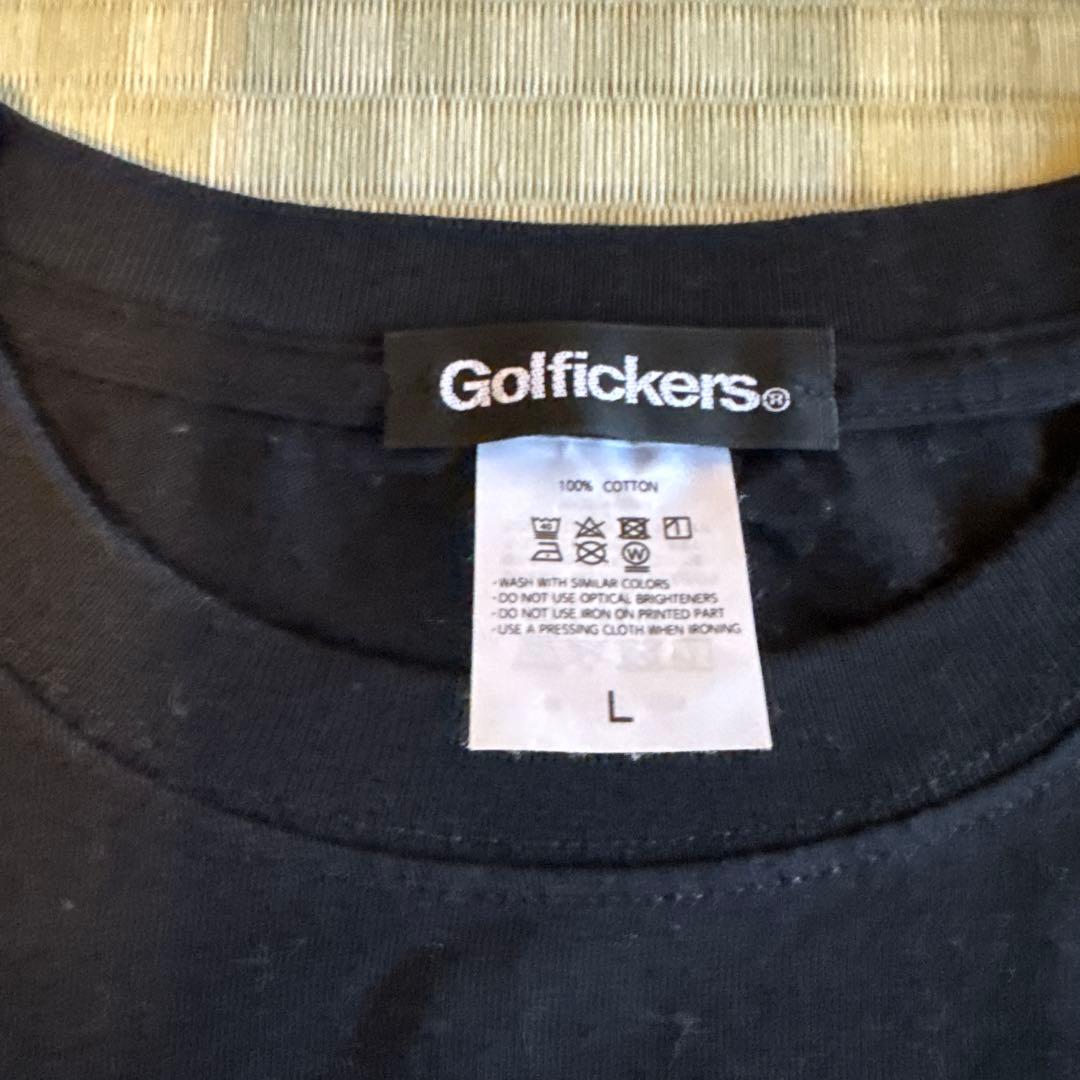 Golfickers®
100% COTTON
40
W
-WASH WITH SIMILAR COLORS
-DO NOT USE OPTICAL BRIGHTENERS
-DO NOT USE IRON ON PRINTED PART
-USE A PRESSING CLOTH WHEN IRONING
L